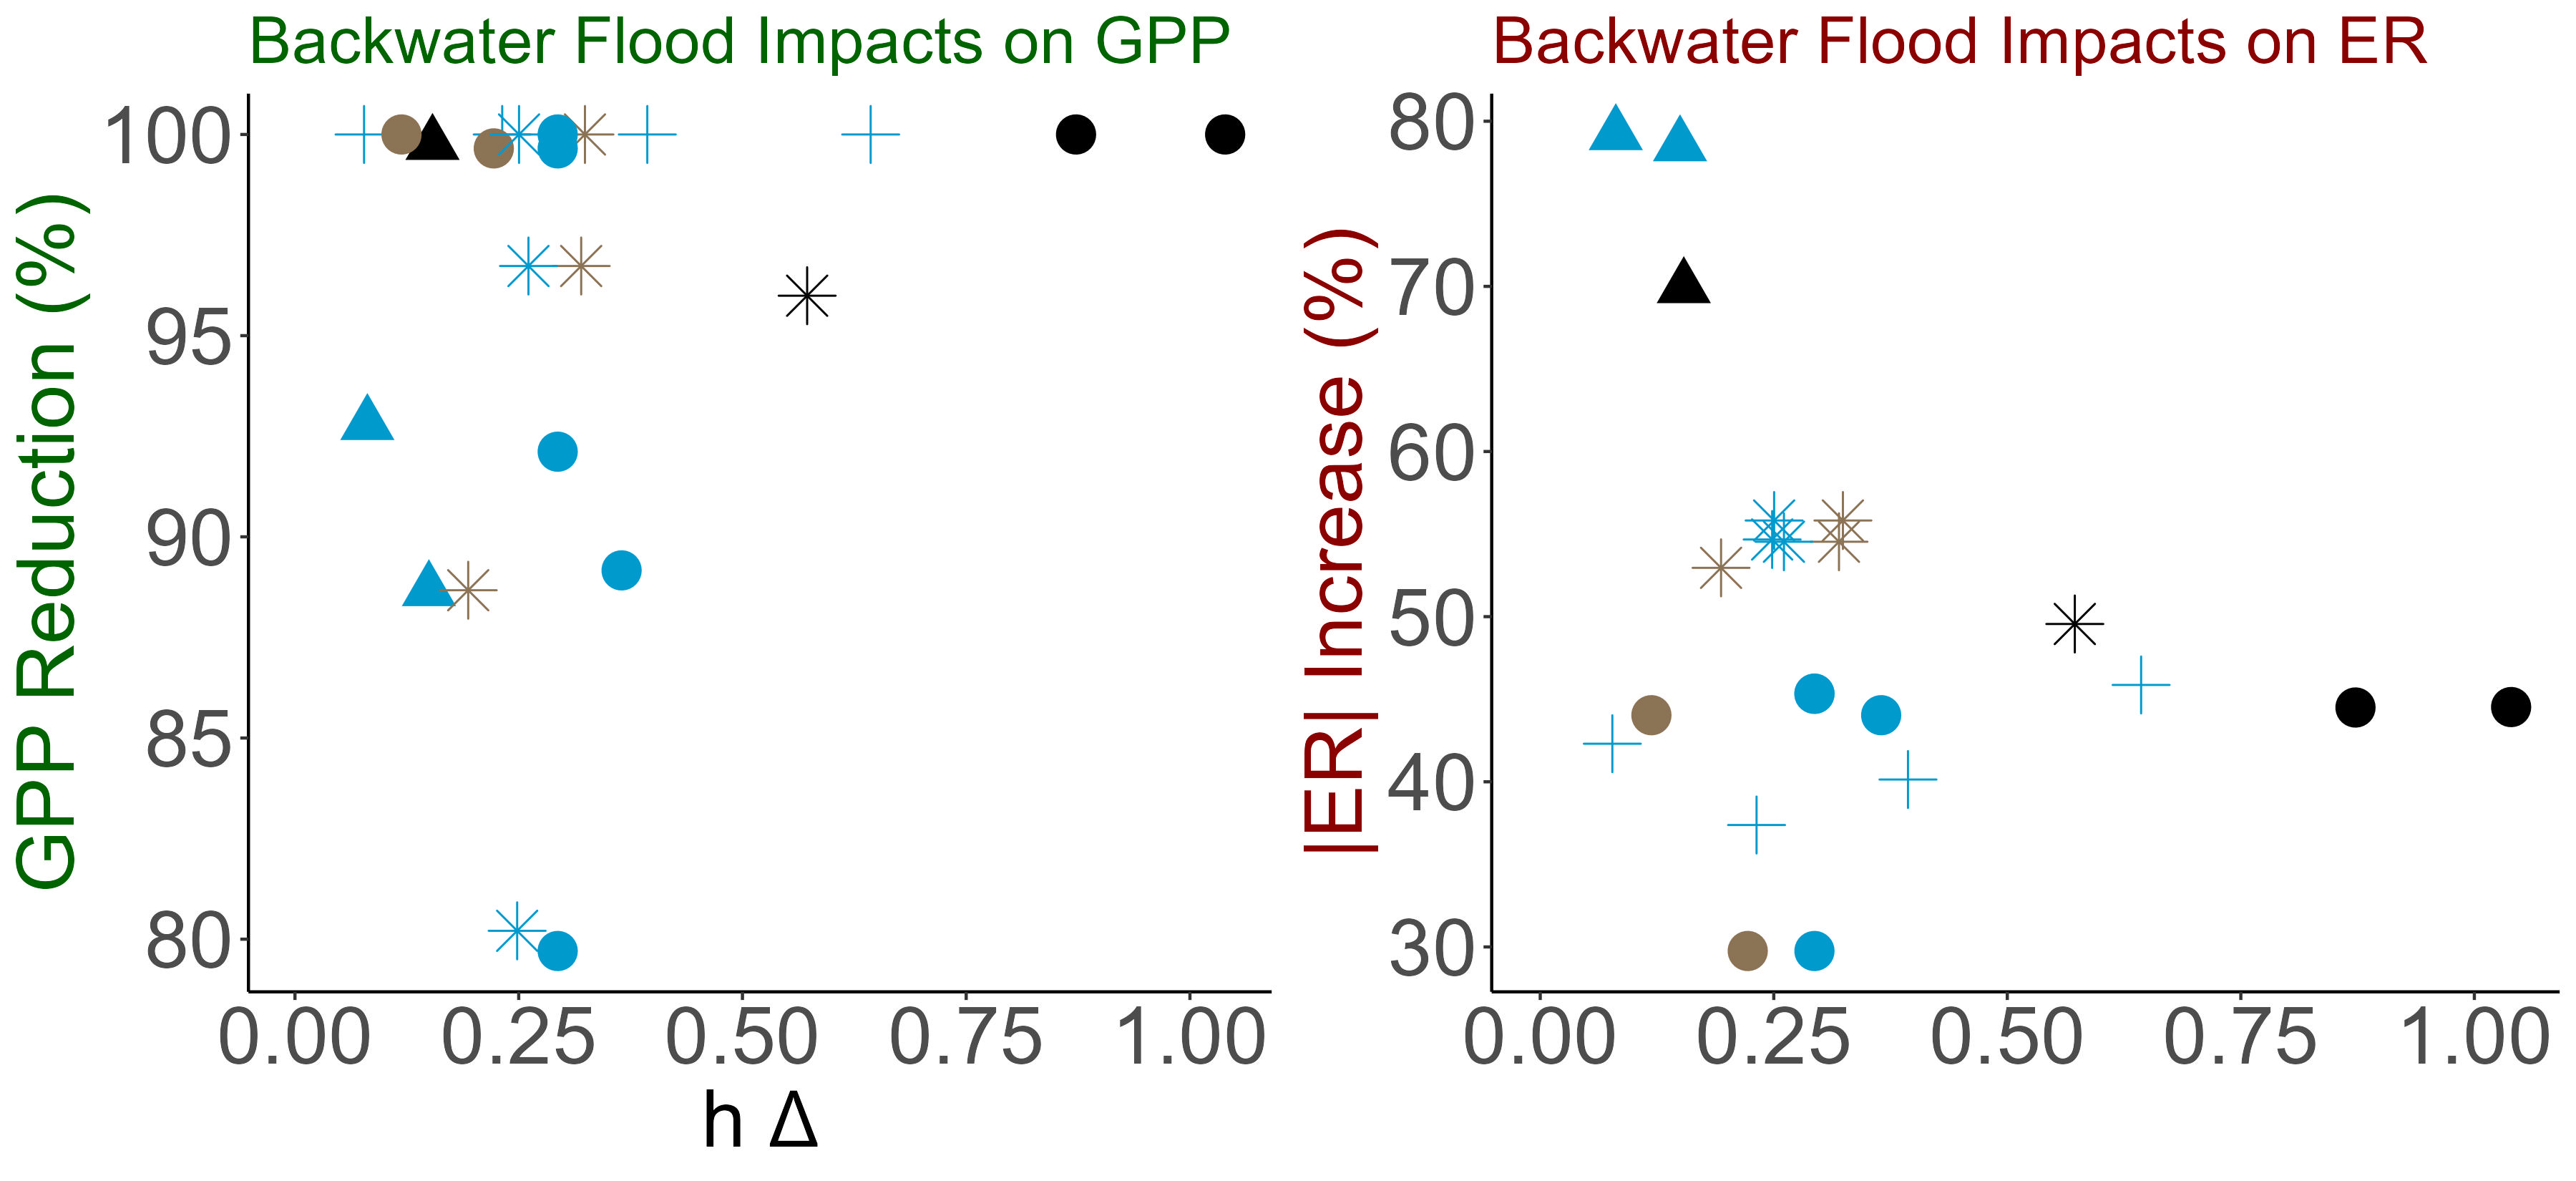 Backwater Flood Impacts on GPP
GPP Reduction (%)
100
95
90
85
80
0.00 0.25 0.50 0.75 1.00
h Δ
Backwater Flood Impacts on ER
|ER| Increase (%)
80
70
60
50
40
30
0.00 0.25 0.50 0.75 1.00